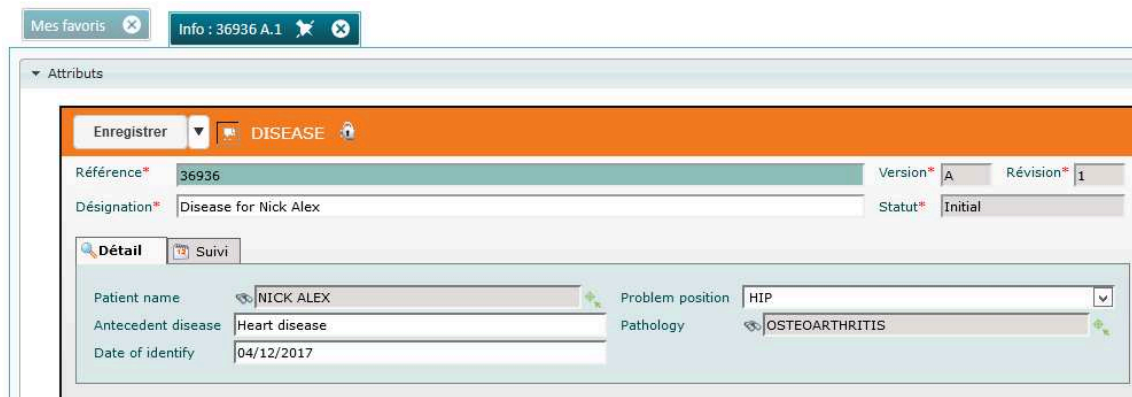 Mes favoris Info : 36936 A.1
Attributs
Enregistrer DISEASE
Référence* 36936 Version* A Révision* 1
Désignation* Disease for Nick Alex Statut* Initial
Détail 12 Suivi
Patient name NICK ALEX Problem position HIP
Antecedent disease Heart disease Pathology OSTEOARTHRITIS
Date of identify 04/12/2017